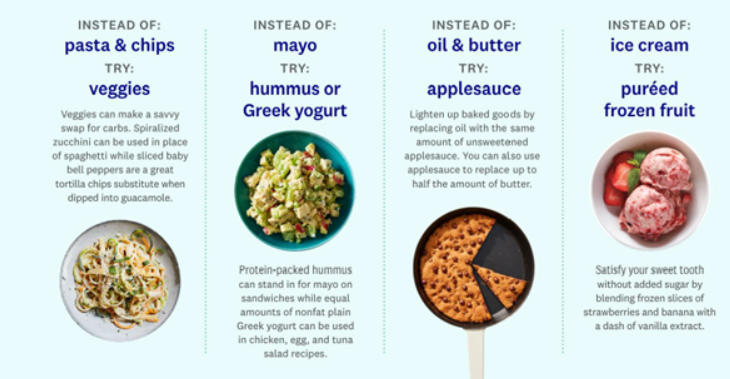 INSTEAD OF:
pasta & chips
TRY:
veggies
Veggies can make a savvy
swap for carbs. Spiralized
zucchini can be used in place
of spaghetti while sliced baby
bell peppers are a great
tortilla chips substitute when
dipped into guacamole.
INSTEAD OF:
mayo
TRY:
hummus or
Greek yogurt
Protein-packed hummus
can stand in for mayo on
sandwiches while equal
amounts of nonfat plain
Greek yogurt can be used
in chicken, egg, and tuna
salad recipes.
INSTEAD OF:
oil & butter
TRY:
applesauce
Lighten up baked goods by
replacing oil with the same
amount of unsweetened
applesauce. You can also use
applesauce to replace up to
half the amount of butter.
INSTEAD OF:
ice cream
TRY:
puréed
frozen fruit
Satisfy your sweet tooth
without added sugar by
blending frozen slices of
strawberries and banana with
a dash of vanilla extract.